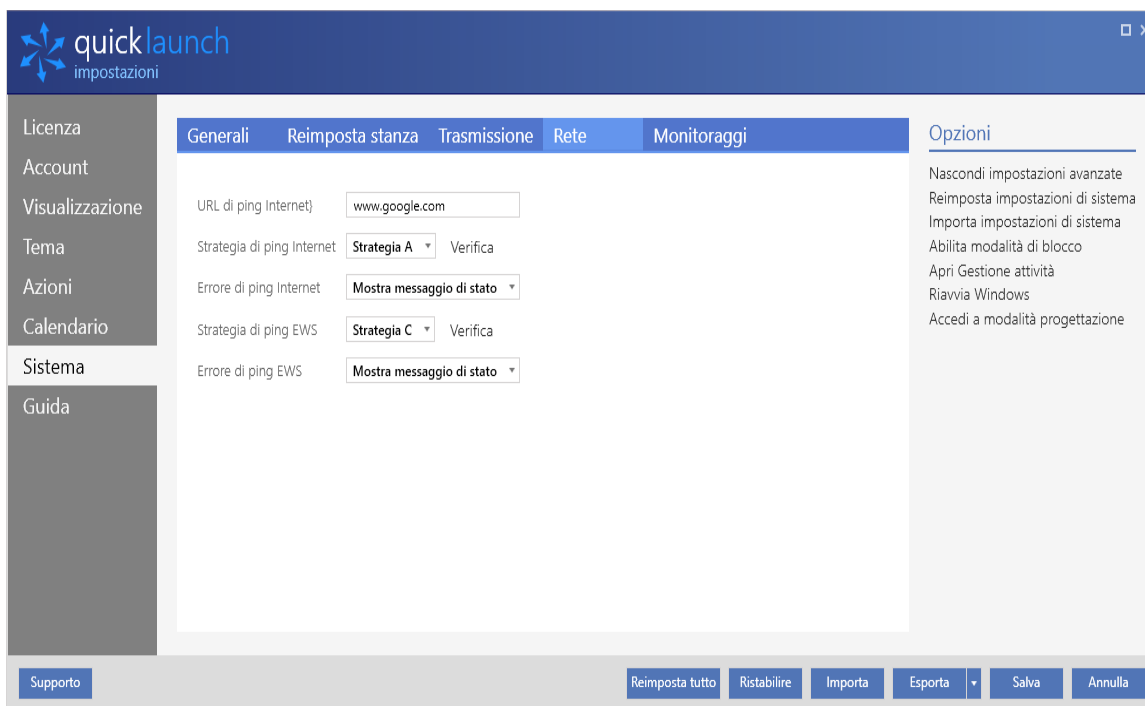 quicklaunch
impostazioni
Licenza
Account
Visualizzazione
Tema
Azioni
Calendario
Sistema
Guida
Generali Reimposta stanza Trasmissione Rete Monitoraggi
URL di ping Internet} www.google.com
Strategia di ping Internet Strategia A Verifica
Errore di ping Internet Mostra messaggio di stato
Strategia di ping EWS Strategia C Verifica
Errore di ping EWS Mostra messaggio di stato
Opzioni
Nascondi impostazioni avanzate
Reimposta impostazioni di sistema
Importa impostazioni di sistema
Abilita modalità di blocco
Apri Gestione attività
Riavvia Windows
Accedi a modalità progettazione
Supporto Reimposta tutto Ristabilire Importa Esporta Salva Annulla